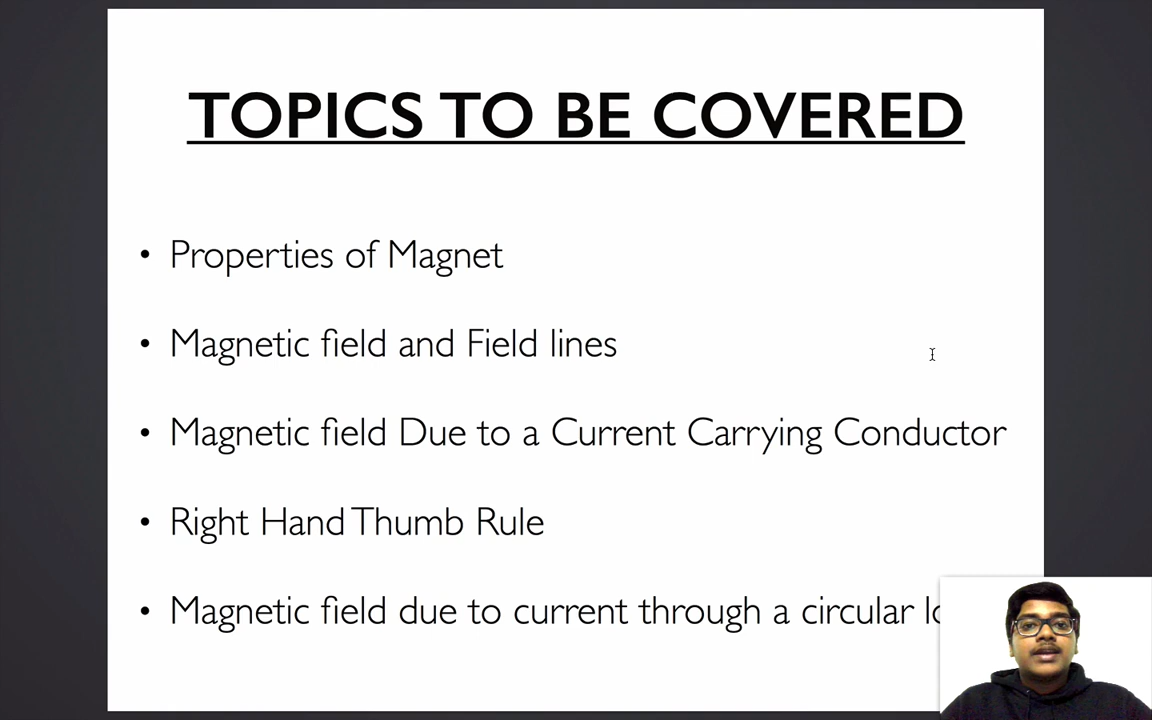 TOPICS TO BE COVERED
• Properties of Magnet
• Magnetic field and Field lines
• Magnetic field Due to a Current Carrying Conductor
• Right Hand Thumb Rule
• Magnetic field due to current through a circular